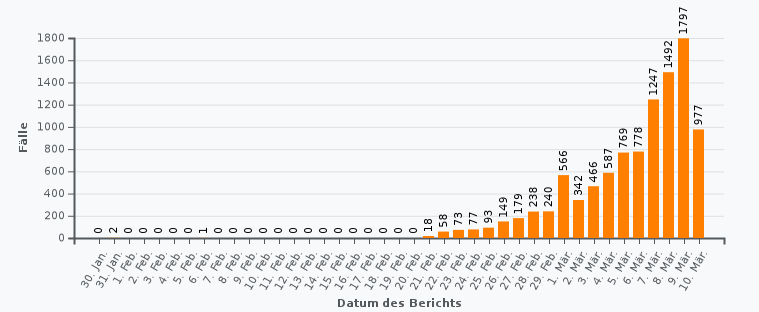 Fälle
1800
1600
1400
1200
1000
800
600
400
200
0
0 2 0 0 0 0 0 1 0 0 0 0 0 0 0 0 0 0 0 0 0 0 18 58 73 77 93 149 179 238 240 566 342 466 587 769 778 1247 1492 1797 977
30. Jan. 31. Jan. 1. Feb. 2. Feb. 3. Feb. 4. Feb. 5. Feb. 6. Feb. 7. Feb. 8. Feb. 9. Feb. 10. Feb. 11. Feb. 12. Feb. 13. Feb. 14. Feb. 15. Feb. 16. Feb. 17. Feb. 18. Feb. 19. Feb. 20. Feb. 21. Feb. 22. Feb. 23. Feb. 24. Feb. 25. Feb. 26. Feb. 27. Feb. 28. Feb. 29. Feb. 1. Mär. 2. Mär. 3. Mär. 4. Mär. 5. Mär. 6. Mär. 7. Mär. 8. Mär. 9. Mär. 10. Mär.
Datum des Berichts